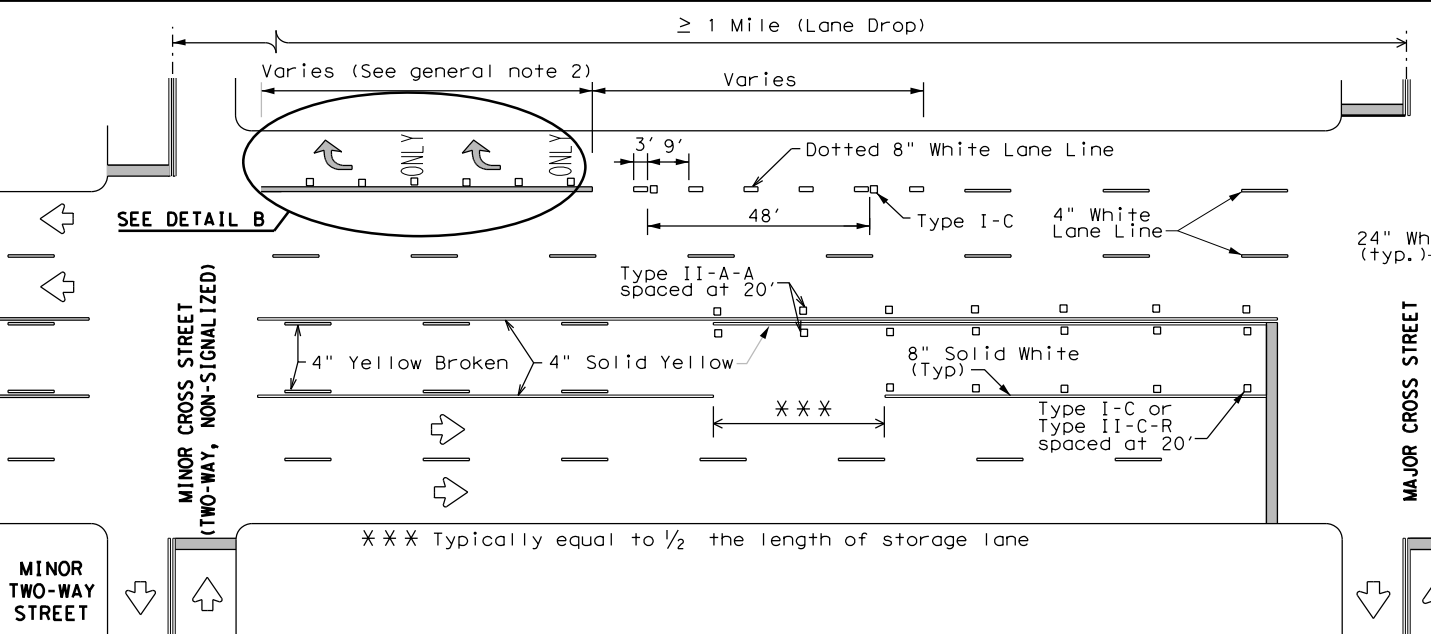 ≥ 1 Mile (Lane Drop)
Varies (See general note 2)
Varies
ONLY
ONLY
3′ 9′
Dotted 8" White Lane Line
SEE DETAIL B
48′
Type I-C
4" White
Lane Line
24" Wh
(typ.)
Type II-A-A
spaced at 20′
MINOR CROSS STREET
(TWO-WAY, NON-SIGNALIZED)
4" Yellow Broken
4" Solid Yellow
8" Solid White
(Typ)
***
Type I-C or
Type II-C-R
spaced at 20′
MAJOR CROSS STREET
*** Typically equal to ½ the length of storage lane
MINOR
TWO-WAY
STREET